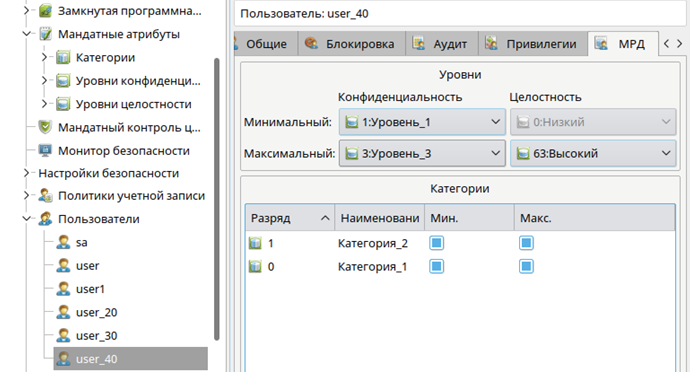 Замкнутая программна...
Мандатные атрибуты
Категории
Уровни конфиденци...
Уровни целостности
Мандатный контроль ц...
Монитор безопасности
Настройки безопасности
Политики учетной записи
Пользователи
sa
user
user1
user_20
user_30
user_40
Пользователь: user_40
Общие Блокировка Аудит Привилегии МРД
Уровни
Конфиденциальность Целостность
Минимальный: 1:Уровень_1 0:Низкий
Максимальный: 3:Уровень_3 63:Высокий
Категории
Разряд Наименовани Мин. Макс.
1 Категория_2
0 Категория_1